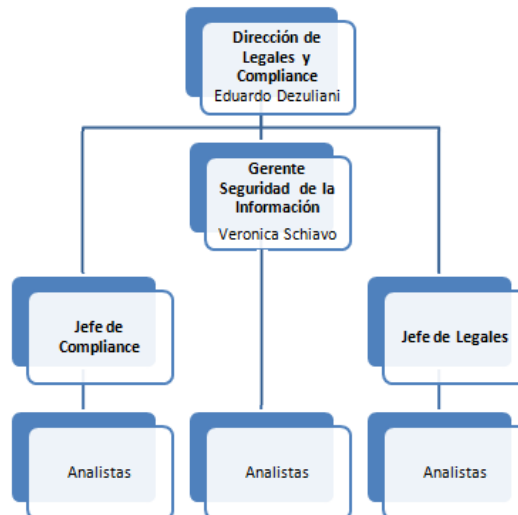 Dirección de
Legales y
Compliance
Eduardo Dezuliani
Gerente
Seguridad de la
Información
Veronica Schiavo
Jefe de
Compliance
Jefe de Legales
Analistas
Analistas
Analistas